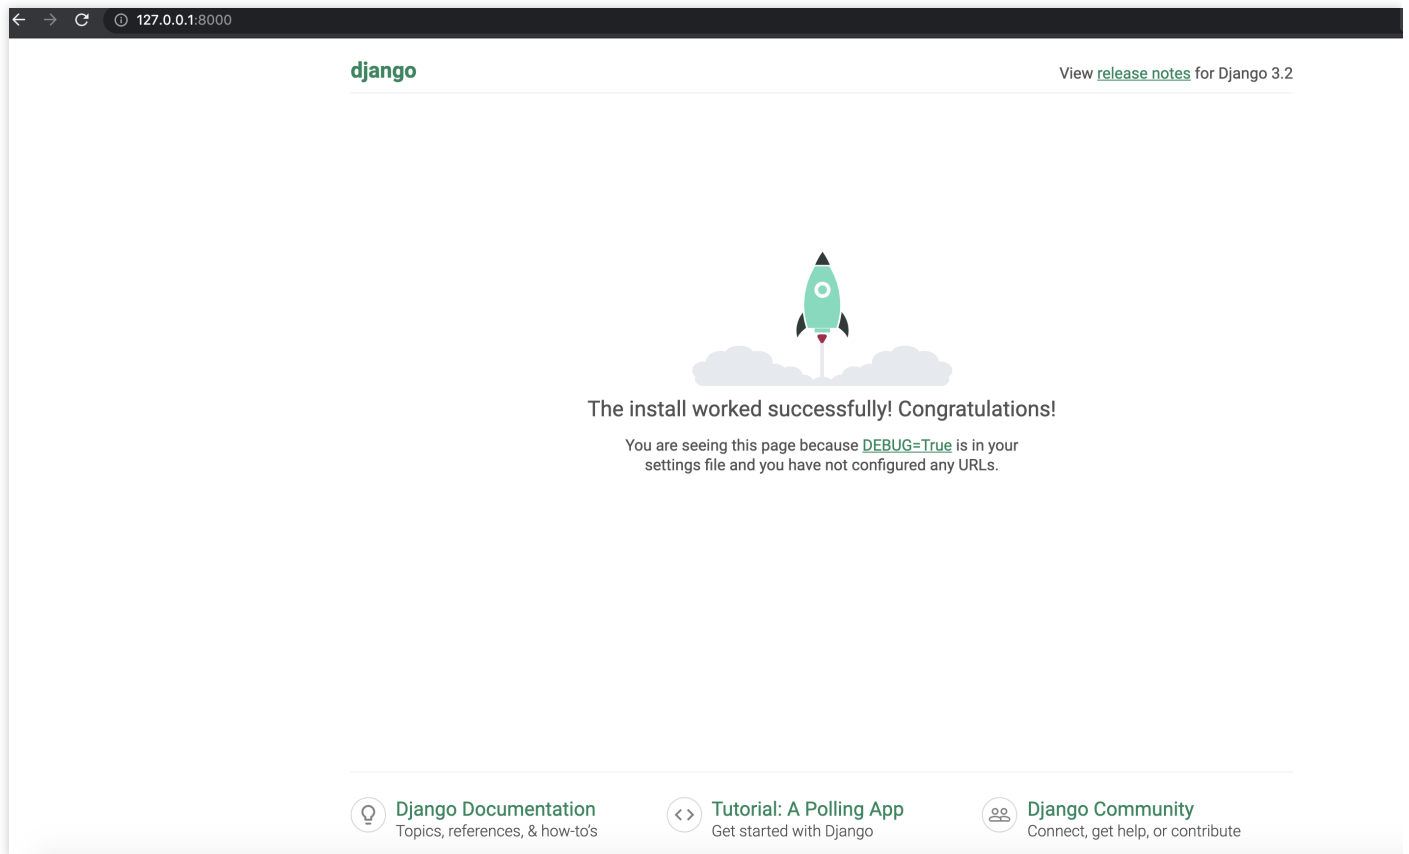 127.0.0.1:8000
django
View release notes for Django 3.2
The install worked successfully! Congratulations!
You are seeing this page because DEBUG=True is in your
settings file and you have not configured any URLs.
Django Documentation
Topics, references, & how-to’s
Tutorial: A Polling App
Get started with Django
Django Community
Connect, get help, or contribute